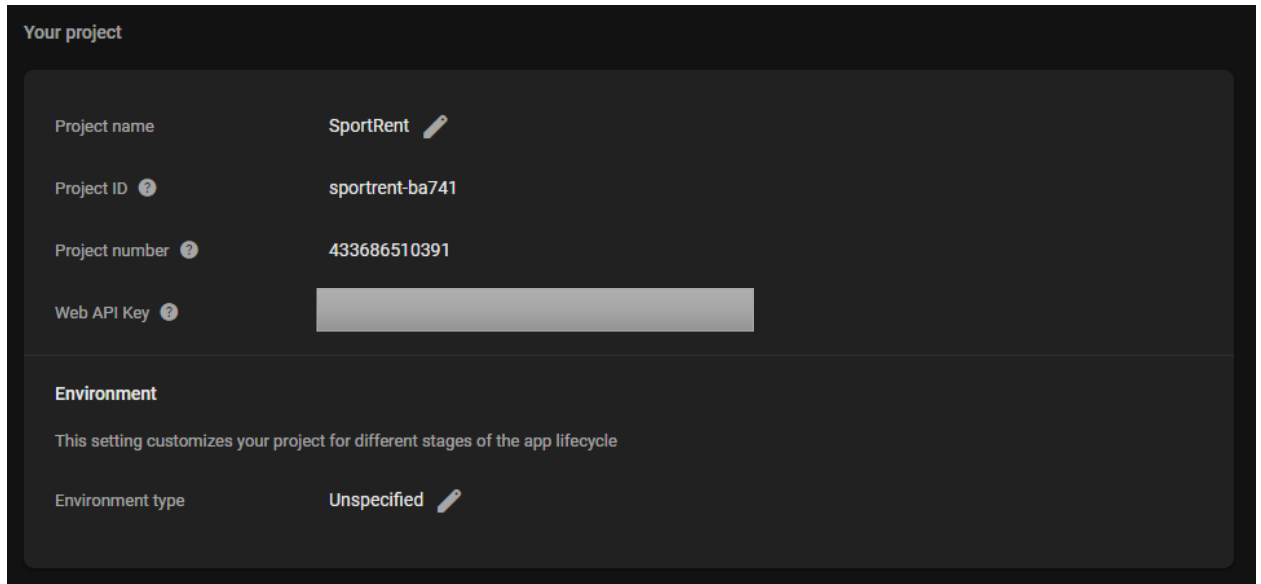 Your project
Project name SportRent
Project ID ? sportrent-ba741
Project number ? 433686510391
Web API Key ?
Environment
This setting customizes your project for different stages of the app lifecycle
Environment type Unspecified